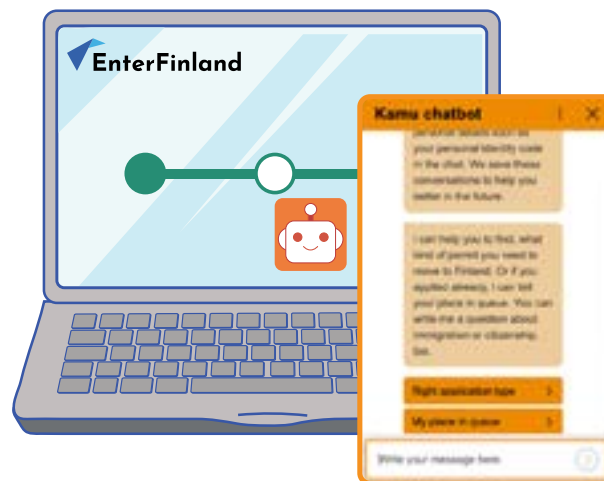 EnterFinland
Kamu chatbot
personal details such as
your personal identity code
in the chat. We save these
conversations to help you
better in the future.
I can help you to find, what
kind of permit you need to
move to Finland. Or if you
applied already, I can tell
your place in queue. You can
write me a question about
immigration or citizenship,
too.
Right application type
My place in queue
Write your message here